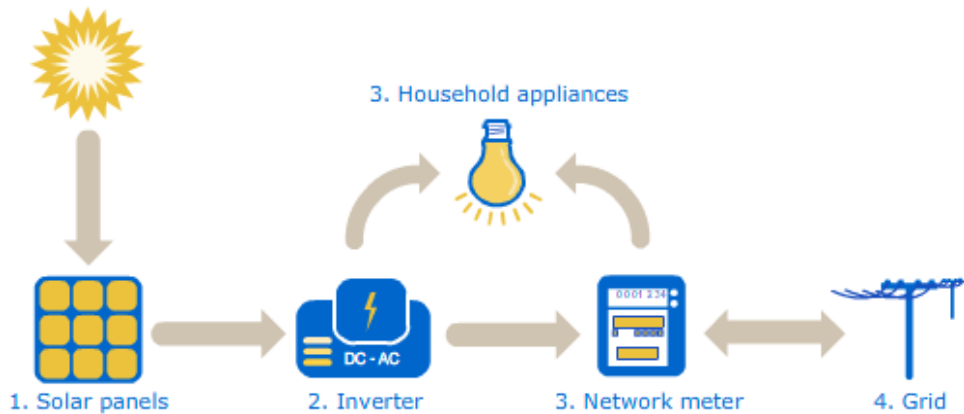 3. Household appliances
0001 234
DC - AC
1. Solar panels
2. Inverter
3. Network meter
4. Grid